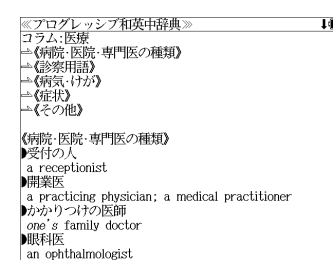 ≪プログレッシブ和英中辞典≫
コラム:医療
⇨《病院・医院・専門医の種類》
⇨《診察用語》
⇨《病気・けが》
⇨《症状》
⇨《その他》
《病院・医院・専門医の種類》
◗受付の人
a receptionist
◗開業医
a practicing physician; a medical practitioner
◗かかりつけの医師
one's family doctor
◗眼科医
an ophthalmologist